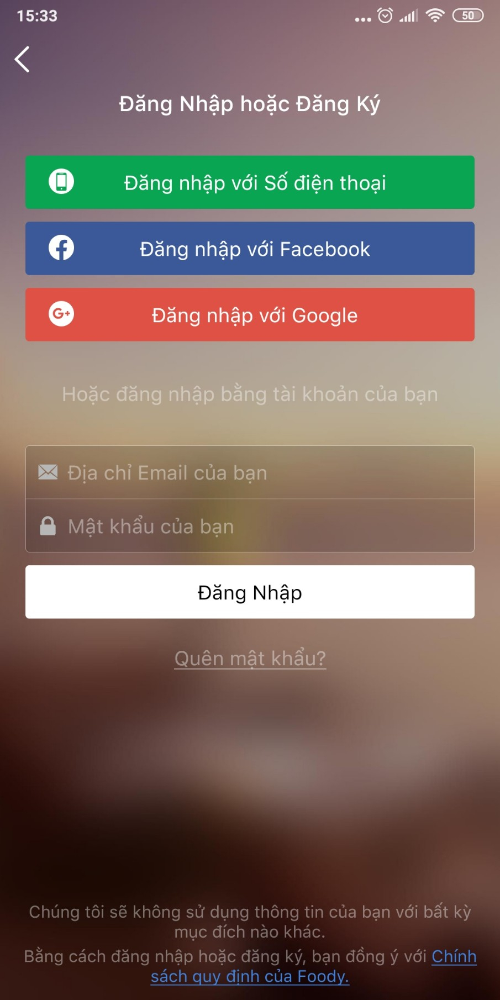 15:33
50
Đăng Nhập hoặc Đăng Ký
Đăng nhập với Số điện thoại
Đăng nhập với Facebook
G+
Đăng nhập với Google
Hoặc đăng nhập bằng tài khoản của bạn
Địa chỉ Email của bạn
Mật khẩu của bạn
Đăng Nhập
Quên mật khẩu?
Chúng tôi sẽ không sử dụng thông tin của bạn với bất kỳ
mục đích nào khác.
Bằng cách đăng nhập hoặc đăng ký, bạn đồng ý với Chính
sách quy định của Foody.